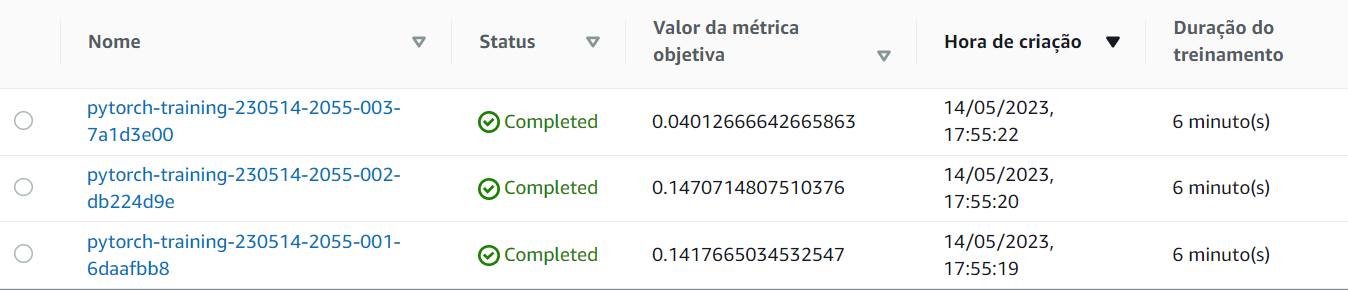 Nome
Status
Valor da métrica
objetiva
Hora de criação
Duração do
treinamento
pytorch-training-230514-2055-003-
7a1d3e00
Completed
0.04012666642665863
14/05/2023,
17:55:22
6 minuto(s)
pytorch-training-230514-2055-002-
db224d9e
Completed
0.1470714807510376
14/05/2023,
17:55:20
6 minuto(s)
pytorch-training-230514-2055-001-
6daafbb8
Completed
0.1417665034532547
14/05/2023,
17:55:19
6 minuto(s)